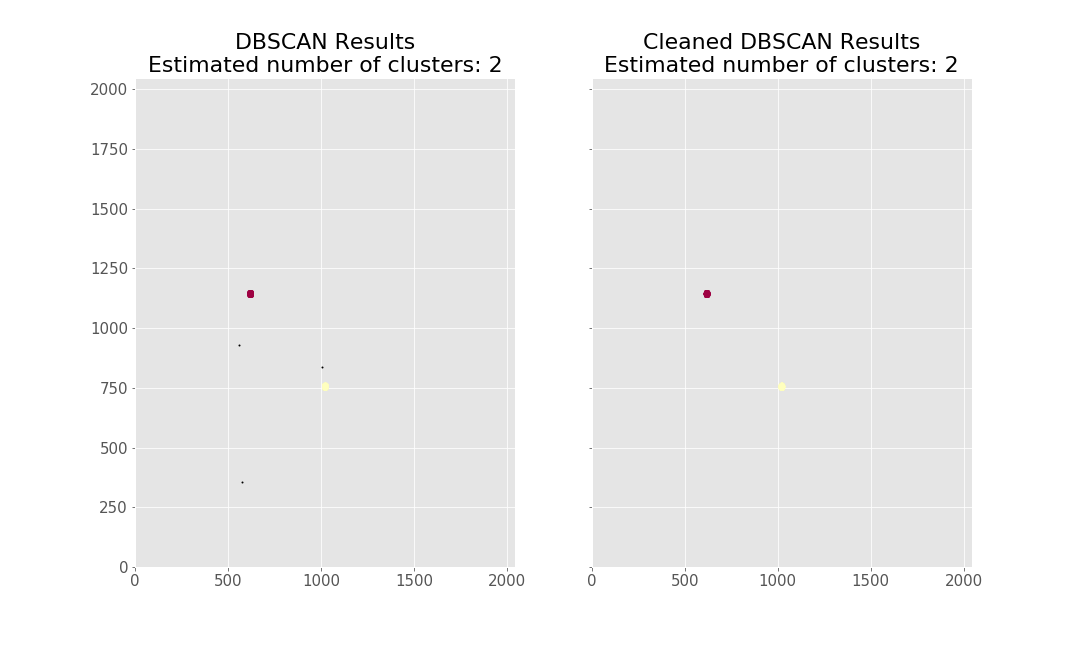 DBSCAN Results
Estimated number of clusters: 2
2000
1750
1500
1250
1000
750
500
250
0
0 500 1000 1500 2000
Cleaned DBSCAN Results
Estimated number of clusters: 2
0 500 1000 1500 2000